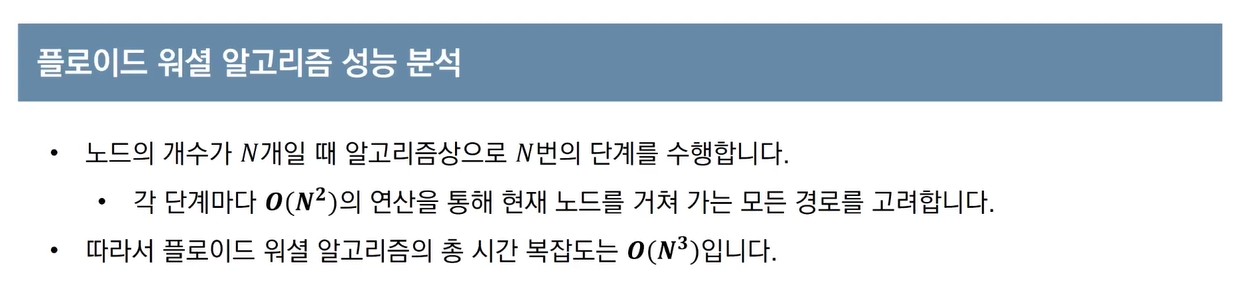 플로이드 워셜 알고리즘 성능 분석
• 노드의 개수가 N개일 때 알고리즘상으로 N번의 단계를 수행합니다.
• 각 단계마다 O(N²)의 연산을 통해 현재 노드를 거쳐 가는 모든 경로를 고려합니다.
• 따라서 플로이드 워셜 알고리즘의 총 시간 복잡도는 O(N³)입니다.